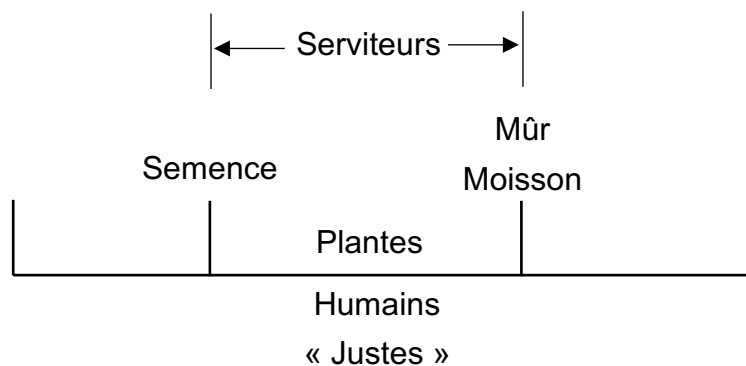 Serviteurs
Mûr
Semence
Moisson
Plantes
Humains
« Justes »